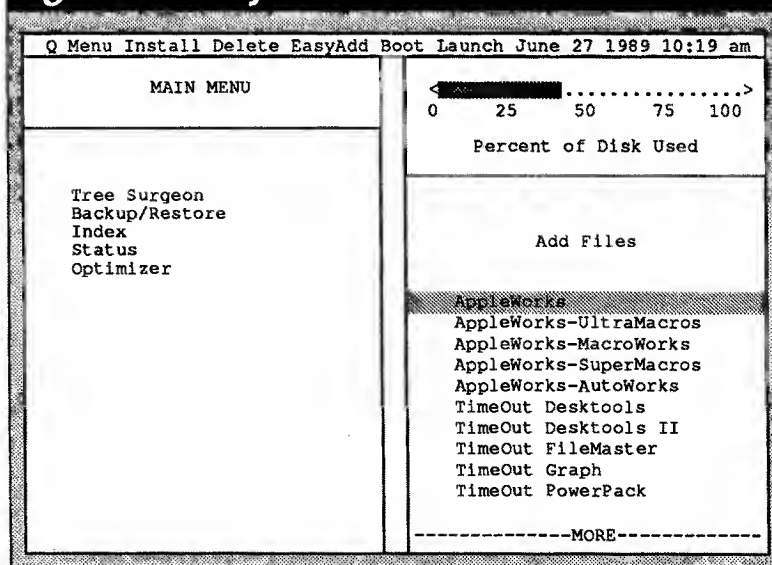 Q Menu Install Delete EasyAdd Boot Launch June 27 1989 10:19 am
MAIN MENU
Tree Surgeon
Backup/Restore
Index
Status
Optimizer
<................>
0 25 50 75 100
Percent of Disk Used
Add Files
AppleWorks
AppleWorks-UltraMacros
AppleWorks-MacroWorks
AppleWorks-SuperMacros
AppleWorks-AutoWorks
TimeOut Desktools
TimeOut Desktools II
TimeOut FileMaster
TimeOut Graph
TimeOut PowerPack
---------------MORE--------------